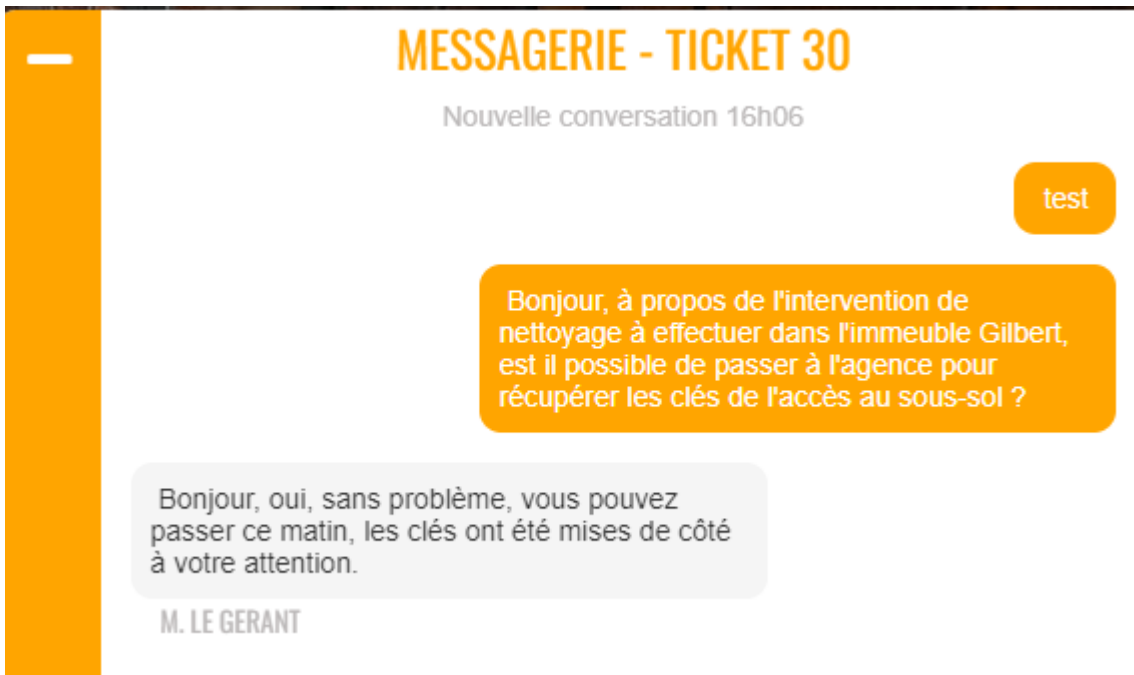 MESSAGERIE - TICKET 30
Nouvelle conversation 16h06
test
Bonjour, à propos de l'intervention de
nettoyage à effectuer dans l'immeuble Gilbert,
est il possible de passer à l'agence pour
récupérer les clés de l'accès au sous-sol ?
Bonjour, oui, sans problème, vous pouvez
passer ce matin, les clés ont été mises de côté
à votre attention.
M. LE GERANT